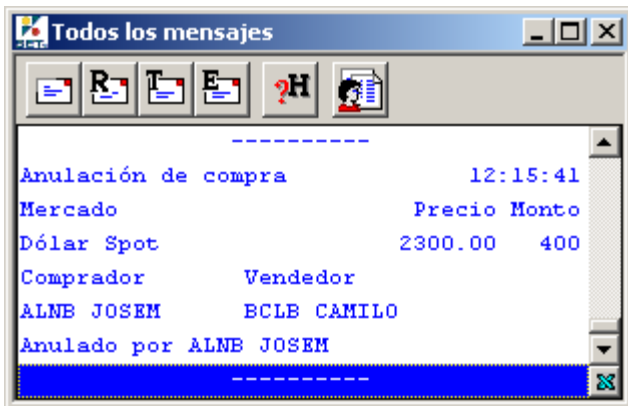 Todos los mensajes
R T E ?H
----------
Anulación de compra 12:15:41
Mercado Precio Monto
Dólar Spot 2300.00 400
Comprador Vendedor
ALNB JOSEM BCLB CAMILO
Anulado por ALNB JOSEM
----------